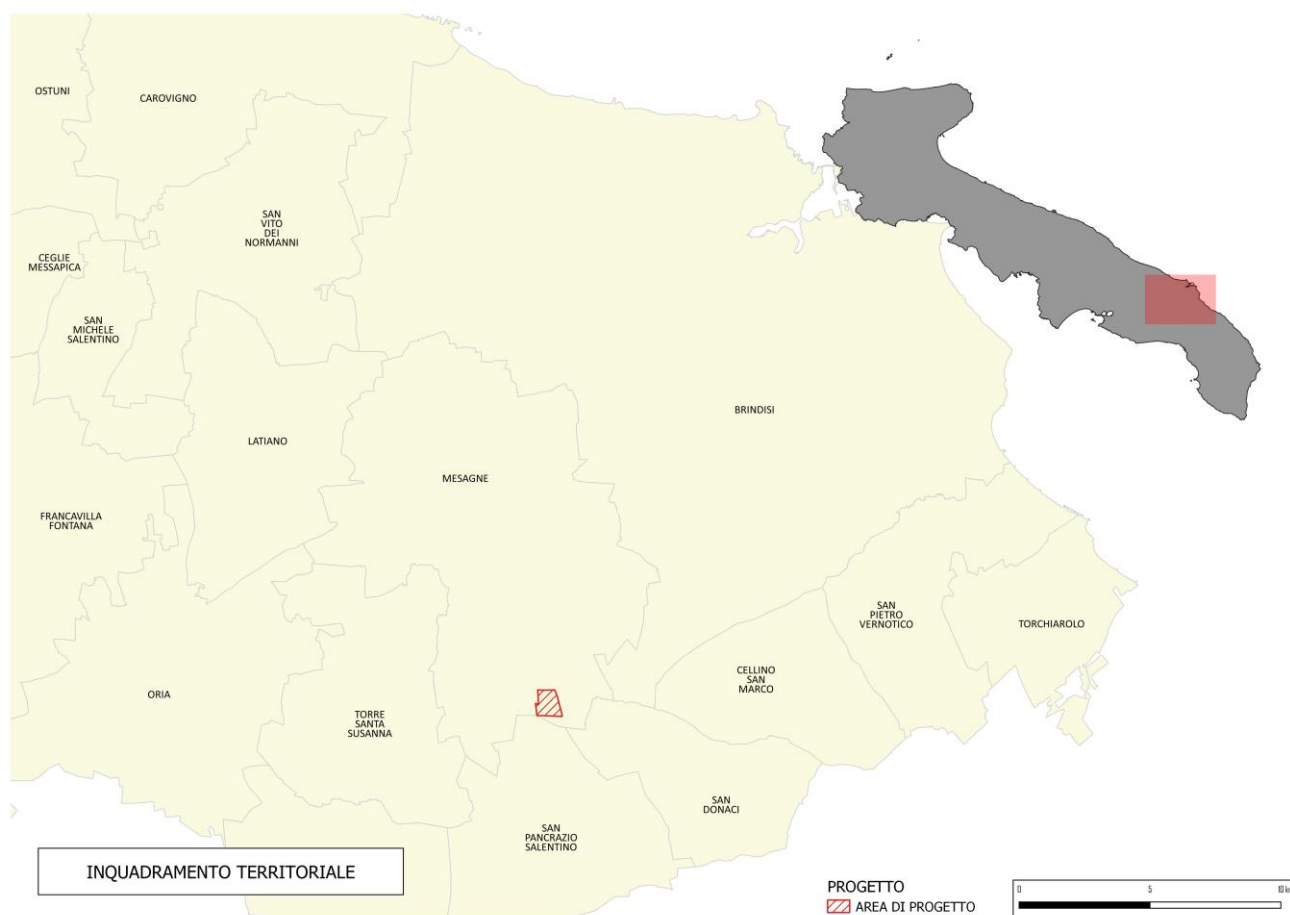 OSTUNI
CAROVIGNO
SAN
VITO
DEI
NORMANNI
CEGLIE
MESSAPICA
SAN
MICHELE
SALENTINO
BRINDISI
LATIANO
MESAGNE
FRANCAVILLA
FONTANA
SAN
PIETRO
VERNOTICO
TORCHIAROLO
CELLINO
SAN
MARCO
ORIA
TORRE
SANTA
SUSANNA
SAN
DONACI
SAN
PANCRAZIO
SALENTINO
INQUADRAMENTO TERRITORIALE
PROGETTO
AREA DI PROGETTO
0 5 10 km